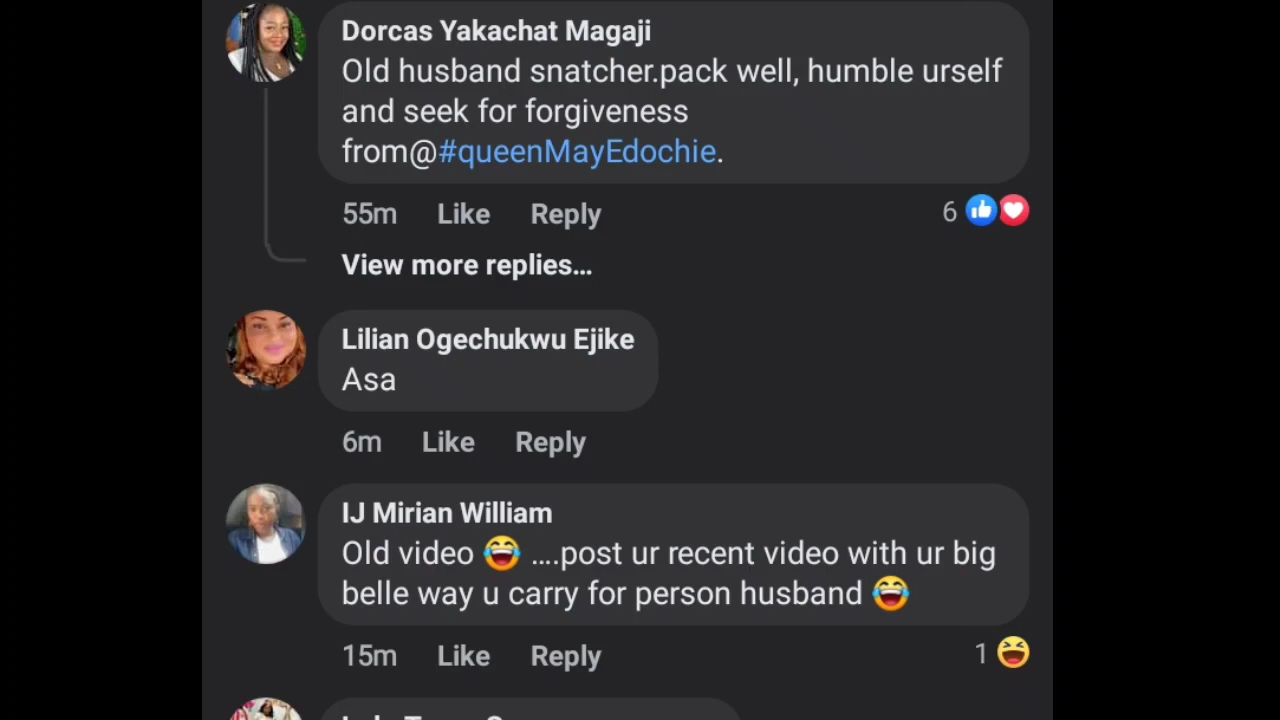 Dorcas Yakachat Magaji
Old husband snatcher.pack well, humble urself
and seek for forgiveness
from@#queenMayEdochie.
55m Like Reply 6
View more replies...
Lilian Ogechukwu Ejike
Asa
6m Like Reply
IJ Mirian William
Old video 😂 ....post ur recent video with ur big
belle way u carry for person husband 😂
15m Like Reply 1